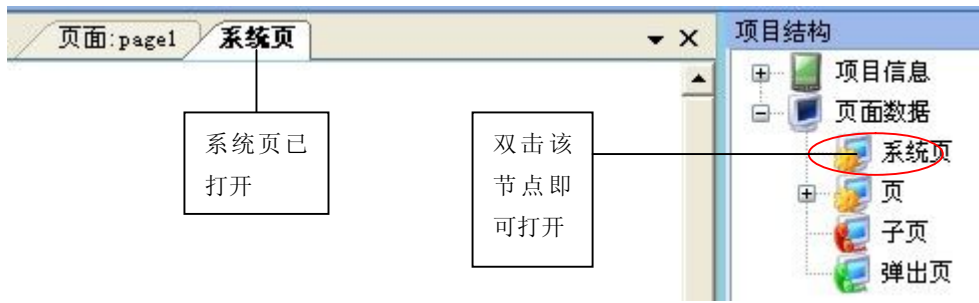 页面:page1
系统页
项目结构
项目信息
页面数据
系统页
页
子页
弹出页
系统页已
打开
双击该
节点即
可打开